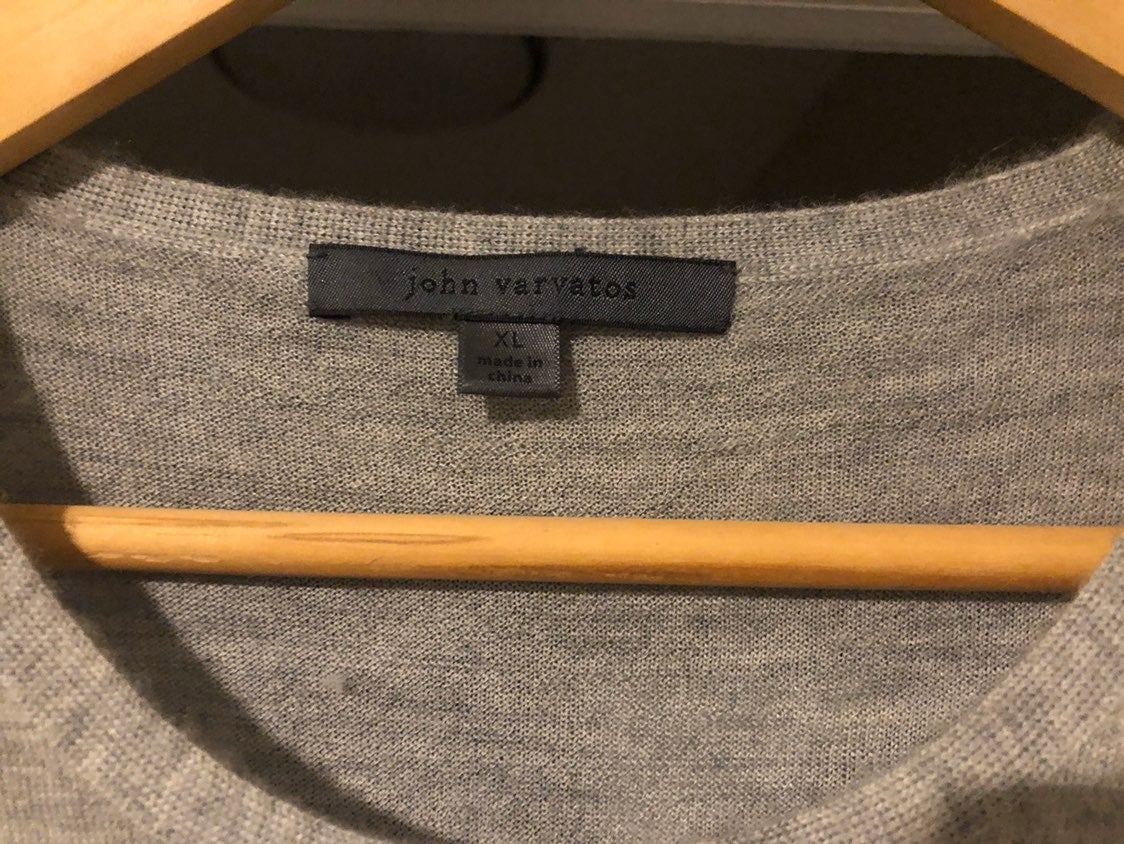 john varvatos
XL
made in
china